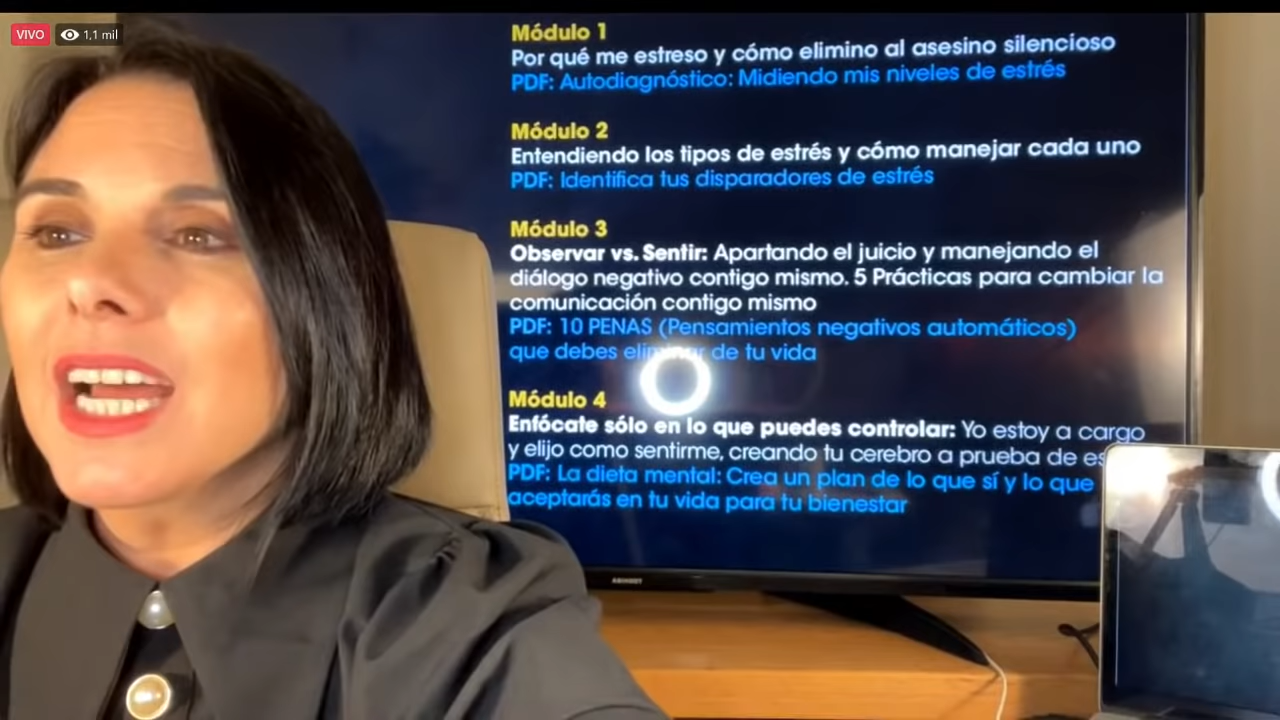 VIVO
1,1 mil
Módulo 1
Por qué me estreso y cómo elimino al asesino silencioso
PDF: Autodiagnóstico: Midiendo mis niveles de estrés
Módulo 2
Entendiendo los tipos de estrés y cómo manejar cada uno
PDF: Identifica tus disparadores de estrés
Módulo 3
Observar vs. Sentir: Apartando el juicio y manejando el
diálogo negativo contigo mismo. 5 Prácticas para cambiar la
comunicación contigo mismo
PDF: 10 PENAS (Pensamientos negativos automáticos)
que debes eliminar de tu vida
Módulo 4
Enfócate sólo en lo que puedes controlar: Yo estoy a cargo
y elijo como sentirme, creando tu cerebro a prueba de es
PDF: La dieta mental: Crea un plan de lo que sí y lo que
aceptarás en tu vida para tu bienestar